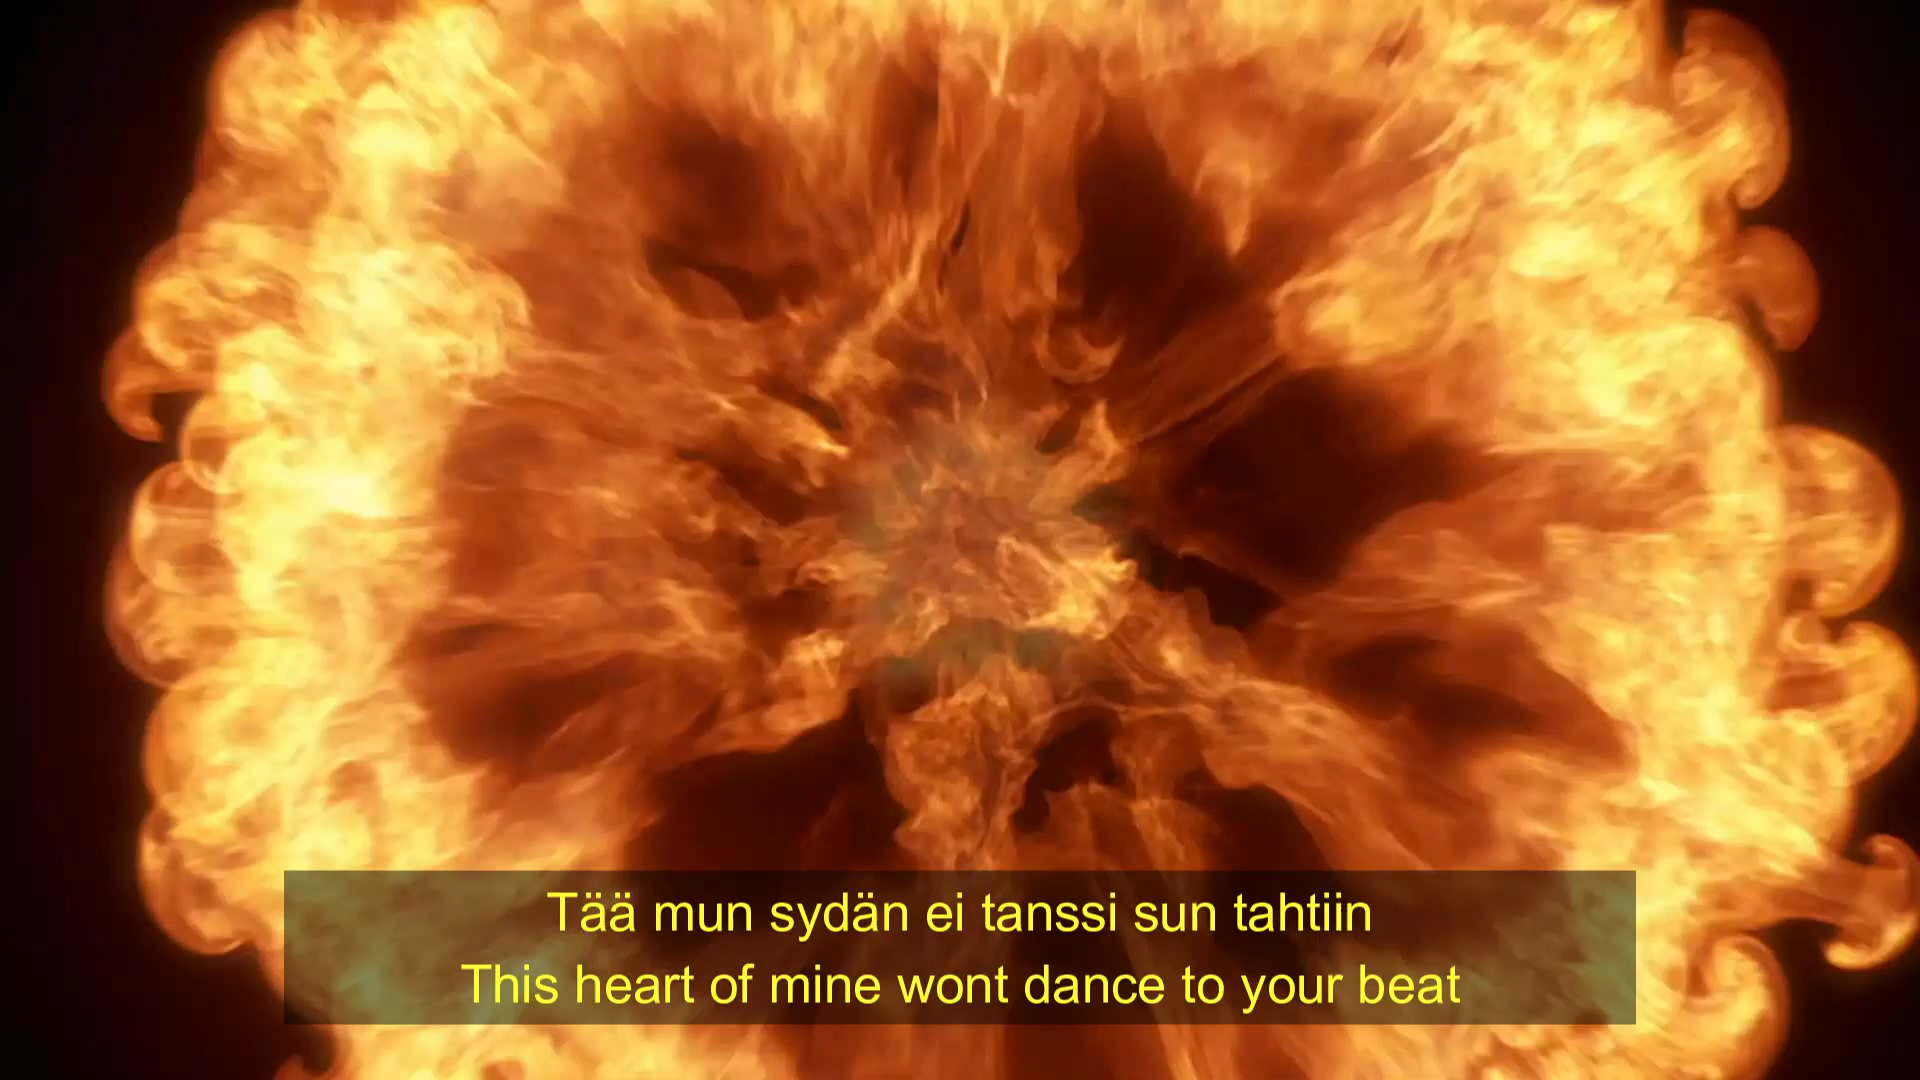 Tää mun sydän ei tanssi sun tahtiin
This heart of mine wont dance to your beat